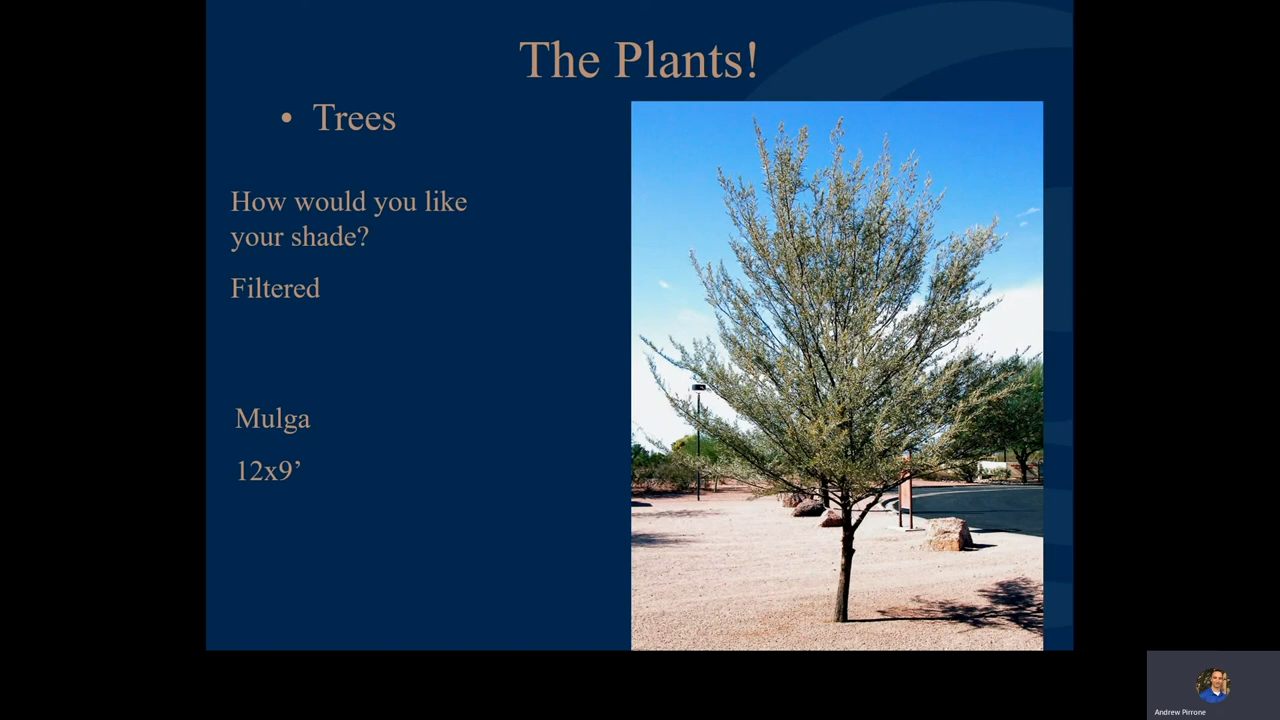 The Plants!
• Trees
How would you like
your shade?
Filtered
Mulga
12x9’
Andrew Pirrone